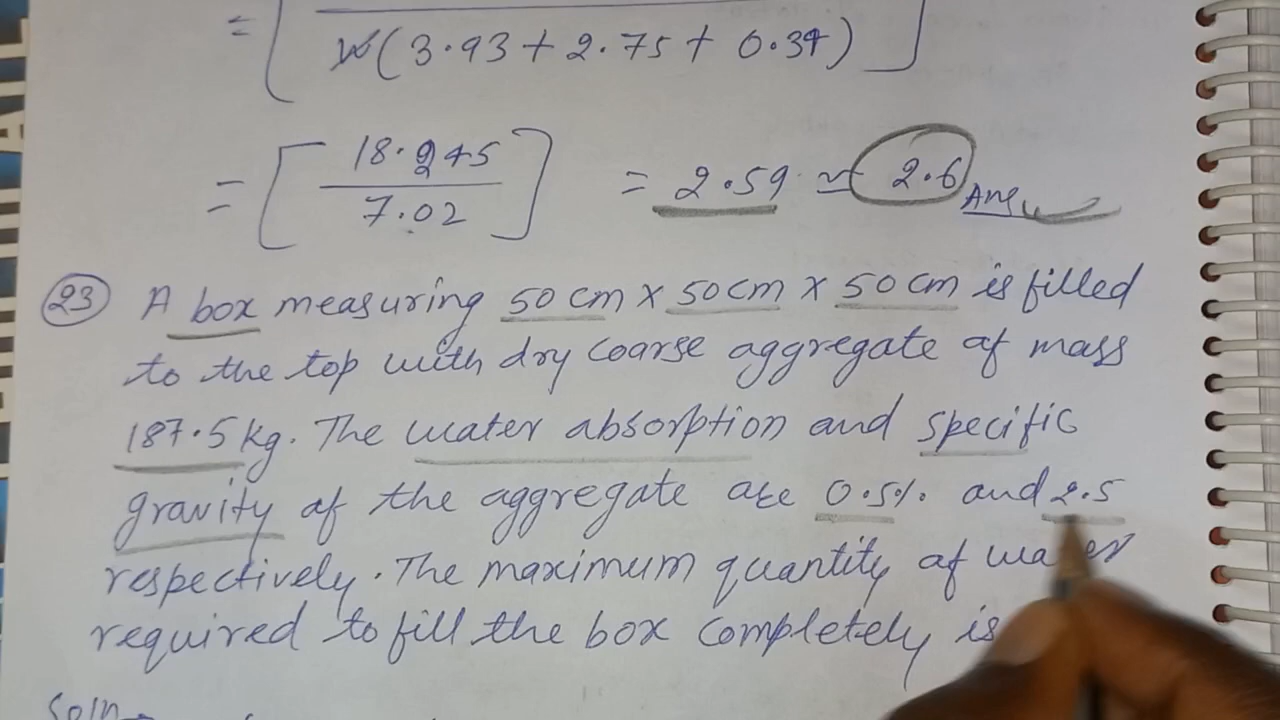 = [ w(3.93 + 2.75 + 0.34) ]
= [ 18.245 / 7.02 ] = 2.59 ≃ 2.6 Ans
23 A box measuring 50 cm x 50 cm x 50 cm is filled
to the top with dry coarse aggregate of mass
187.5 kg. The water absorption and specific
gravity of the aggregate are 0.5%. and 2.5
respectively. The maximum quantity of water
required to fill the box completely is
Soln